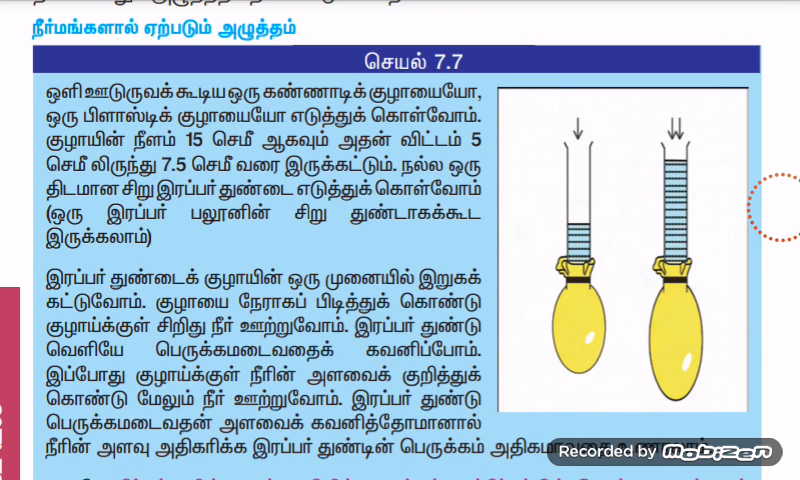 நீர்மங்களால் ஏற்படும் அழுத்தம்
செயல் 7.7
ஒளி ஊடுருவக் கூடிய ஒரு கண்ணாடிக் குழாயையோ,
ஒரு பிளாஸ்டிக் குழாயையோ எடுத்துக் கொள்வோம்.
குழாயின் நீளம் 15 செமீ ஆகவும் அதன் விட்டம் 5
செமீ லிருந்து 7.5 செமீ வரை இருக்கட்டும். நல்ல ஒரு
திடமான சிறு இரப்பர் துண்டை எடுத்துக் கொள்வோம்
(ஒரு இரப்பர் பலூனின் சிறு துண்டாகக்கூட
இருக்கலாம்)
இரப்பர் துண்டைக் குழாயின் ஒரு முனையில் இறுகக்
கட்டுவோம். குழாயை நேராகப் பிடித்துக் கொண்டு
குழாய்க்குள் சிறிது நீர் ஊற்றுவோம். இரப்பர் துண்டு
வெளியே பெருக்கமடைவதைக் கவனிப்போம்.
இப்போது குழாய்க்குள் நீரின் அளவைக் குறித்துக்
கொண்டு மேலும் நீர் ஊற்றுவோம். இரப்பர் துண்டு
பெருக்கமடைவதன் அளவைக் கவனித்தோமானால்
நீரின் அளவு அதிகரிக்க இரப்பர் துண்டின் பெருக்கம்
Recorded by mobizen